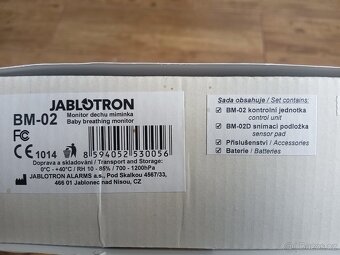 JABLOTRON
BM-02
Monitor dechu miminka
Baby breathing monitor
FC
CE 1014
8 594052 530056
Doprava a skladování / Transport and Storage:
0°C - +40°C / RH 10 - 85% / 700 - 1200hPa
JABLOTRON ALARMS a.s., Pod Skalkou 4567/33,
466 01 Jablonec nad Nisou, CZ
Sada obsahuje / Set contains:
BM-02 kontrolní jednotka
control unit
BM-02D snímací podložka
sensor pad
Příslušenství / Accessories
Baterie / Batteries